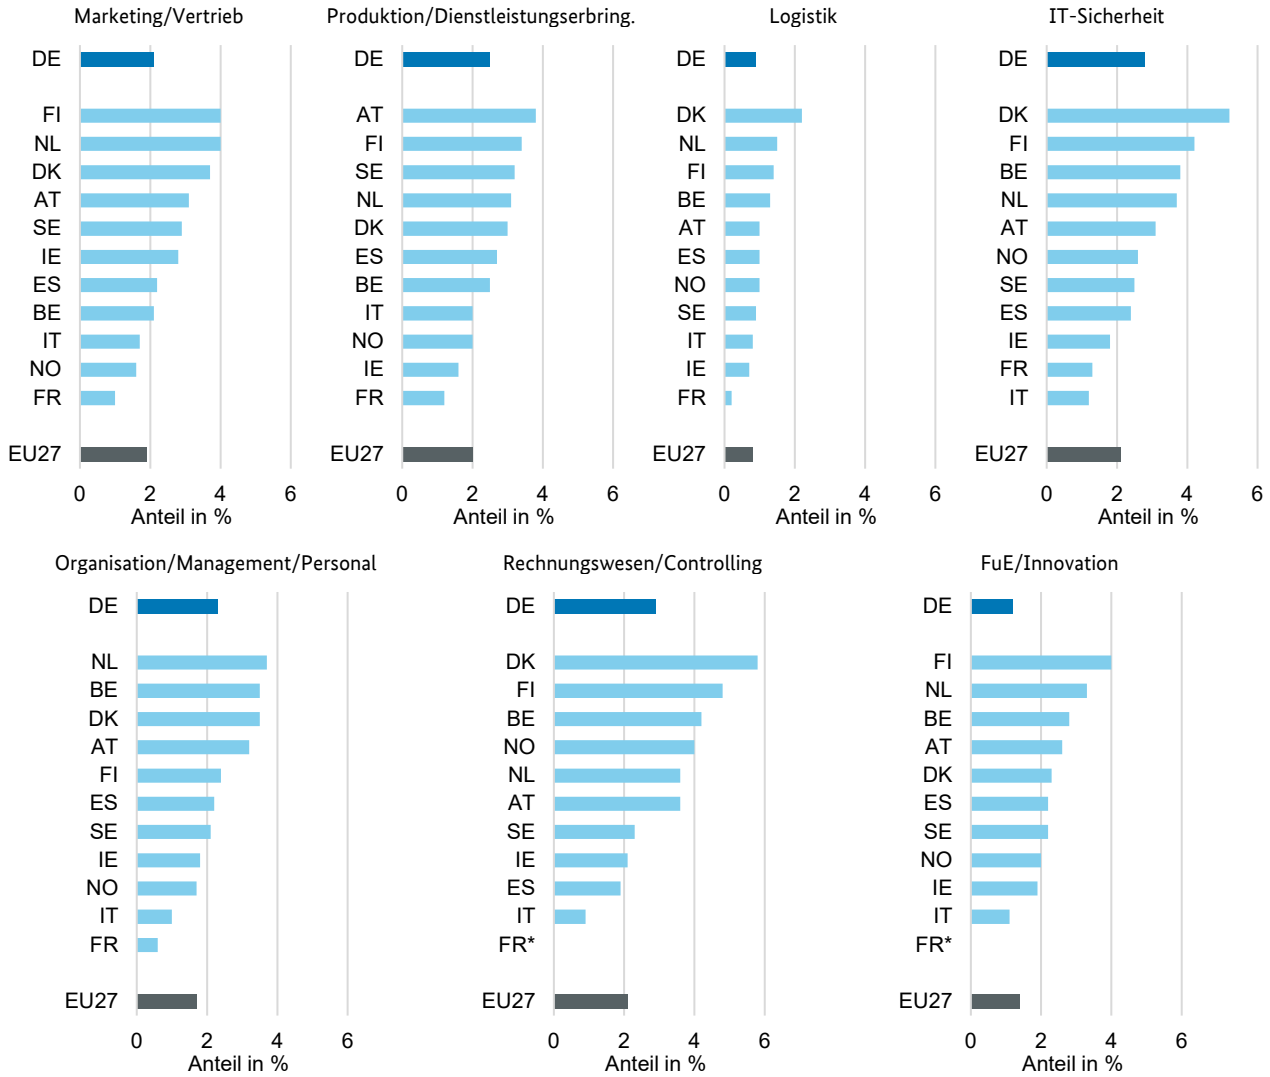 Marketing/Vertrieb
DE
FI
NL
DK
AT
SE
IE
ES
BE
IT
NO
FR
EU27
0 2 4 6
Anteil in %
Produktion/Dienstleistungserbring.
DE
AT
FI
SE
NL
DK
ES
BE
IT
NO
IE
FR
EU27
0 2 4 6
Anteil in %
Logistik
DE
DK
NL
FI
BE
AT
ES
NO
SE
IT
IE
FR
EU27
0 2 4 6
Anteil in %
IT-Sicherheit
DE
DK
FI
BE
NL
AT
NO
SE
ES
IE
FR
IT
EU27
0 2 4 6
Anteil in %
Organisation/Management/Personal
DE
NL
BE
DK
AT
FI
ES
SE
IE
NO
IT
FR
EU27
0 2 4 6
Anteil in %
Rechnungswesen/Controlling
DE
DK
FI
BE
NO
NL
AT
SE
IE
ES
IT
FR*
EU27
0 2 4 6
Anteil in %
FuE/Innovation
DE
FI
NL
BE
AT
DK
ES
SE
NO
IE
IT
FR*
EU27
0 2 4 6
Anteil in %